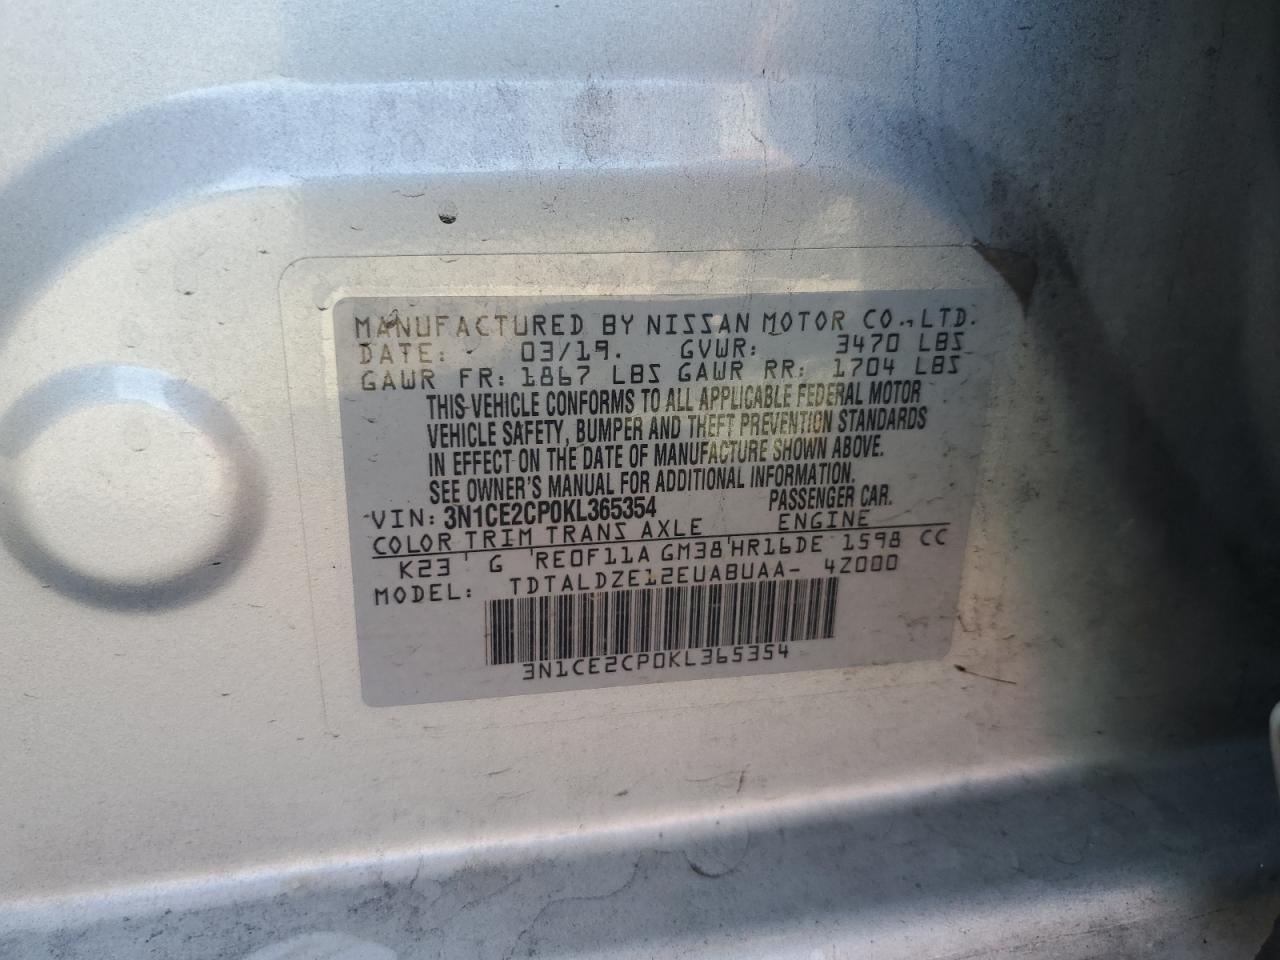 MANUFACTURED BY NISSAN MOTOR CO., LTD.
DATE: 03/19. GVWR: 3470 LBS
GAWR FR: 1867 LBS GAWR RR: 1704 LBS
THIS VEHICLE CONFORMS TO ALL APPLICABLE FEDERAL MOTOR
VEHICLE SAFETY, BUMPER AND THEFT PREVENTION STANDARDS
IN EFFECT ON THE DATE OF MANUFACTURE SHOWN ABOVE.
SEE OWNER'S MANUAL FOR ADDITIONAL INFORMATION.
VIN: 3N1CE2CP0KL365354 PASSENGER CAR.
COLOR TRIM TRANS AXLE ENGINE
K23 G RE0F11A GM38 HR16DE 1598 CC
MODEL: TDTALDZE12EUABUAA- 4Z000
3N1CE2CP0KL365354